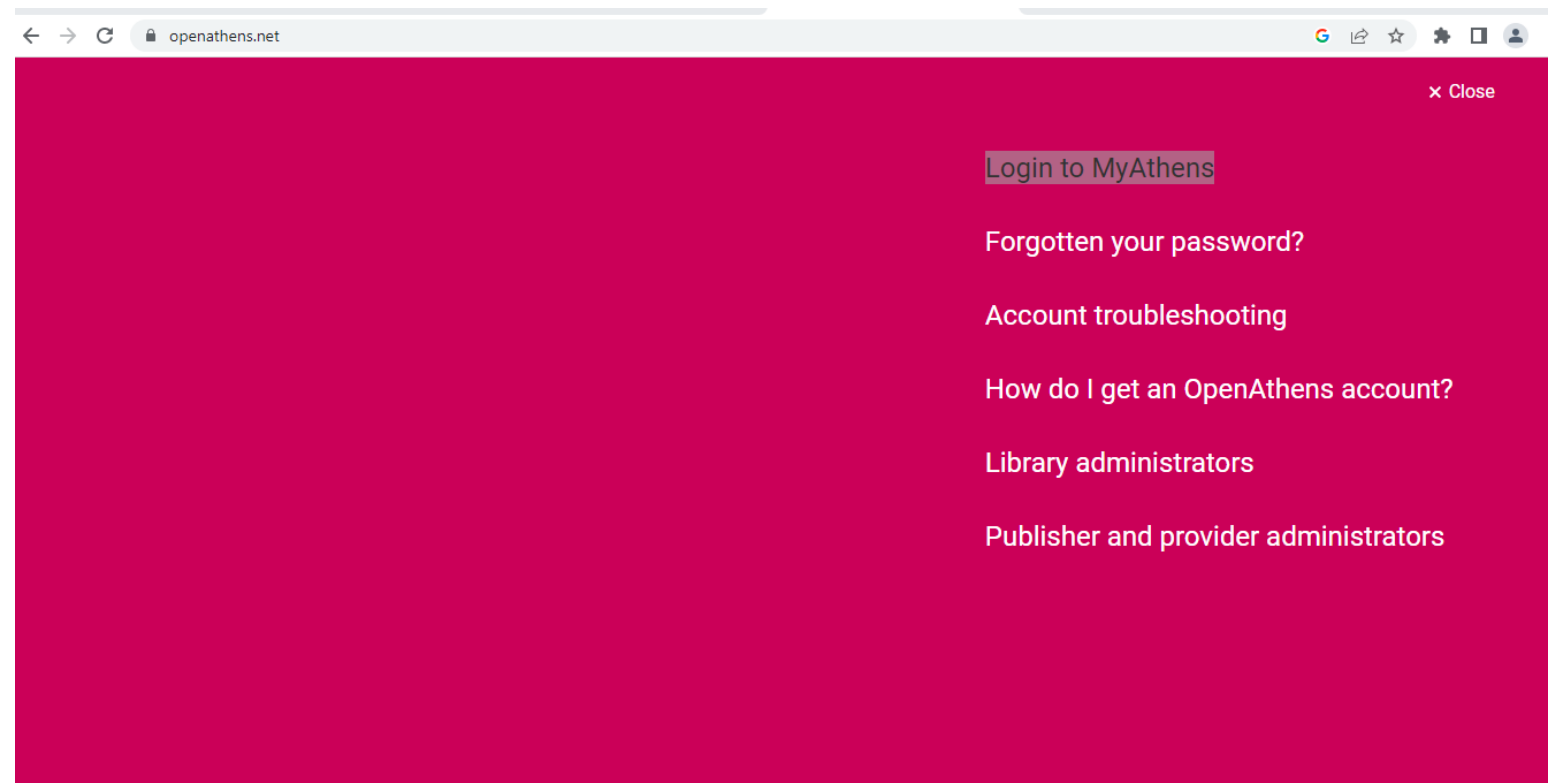 openathens.net
× Close
Login to MyAthens
Forgotten your password?
Account troubleshooting
How do I get an OpenAthens account?
Library administrators
Publisher and provider administrators